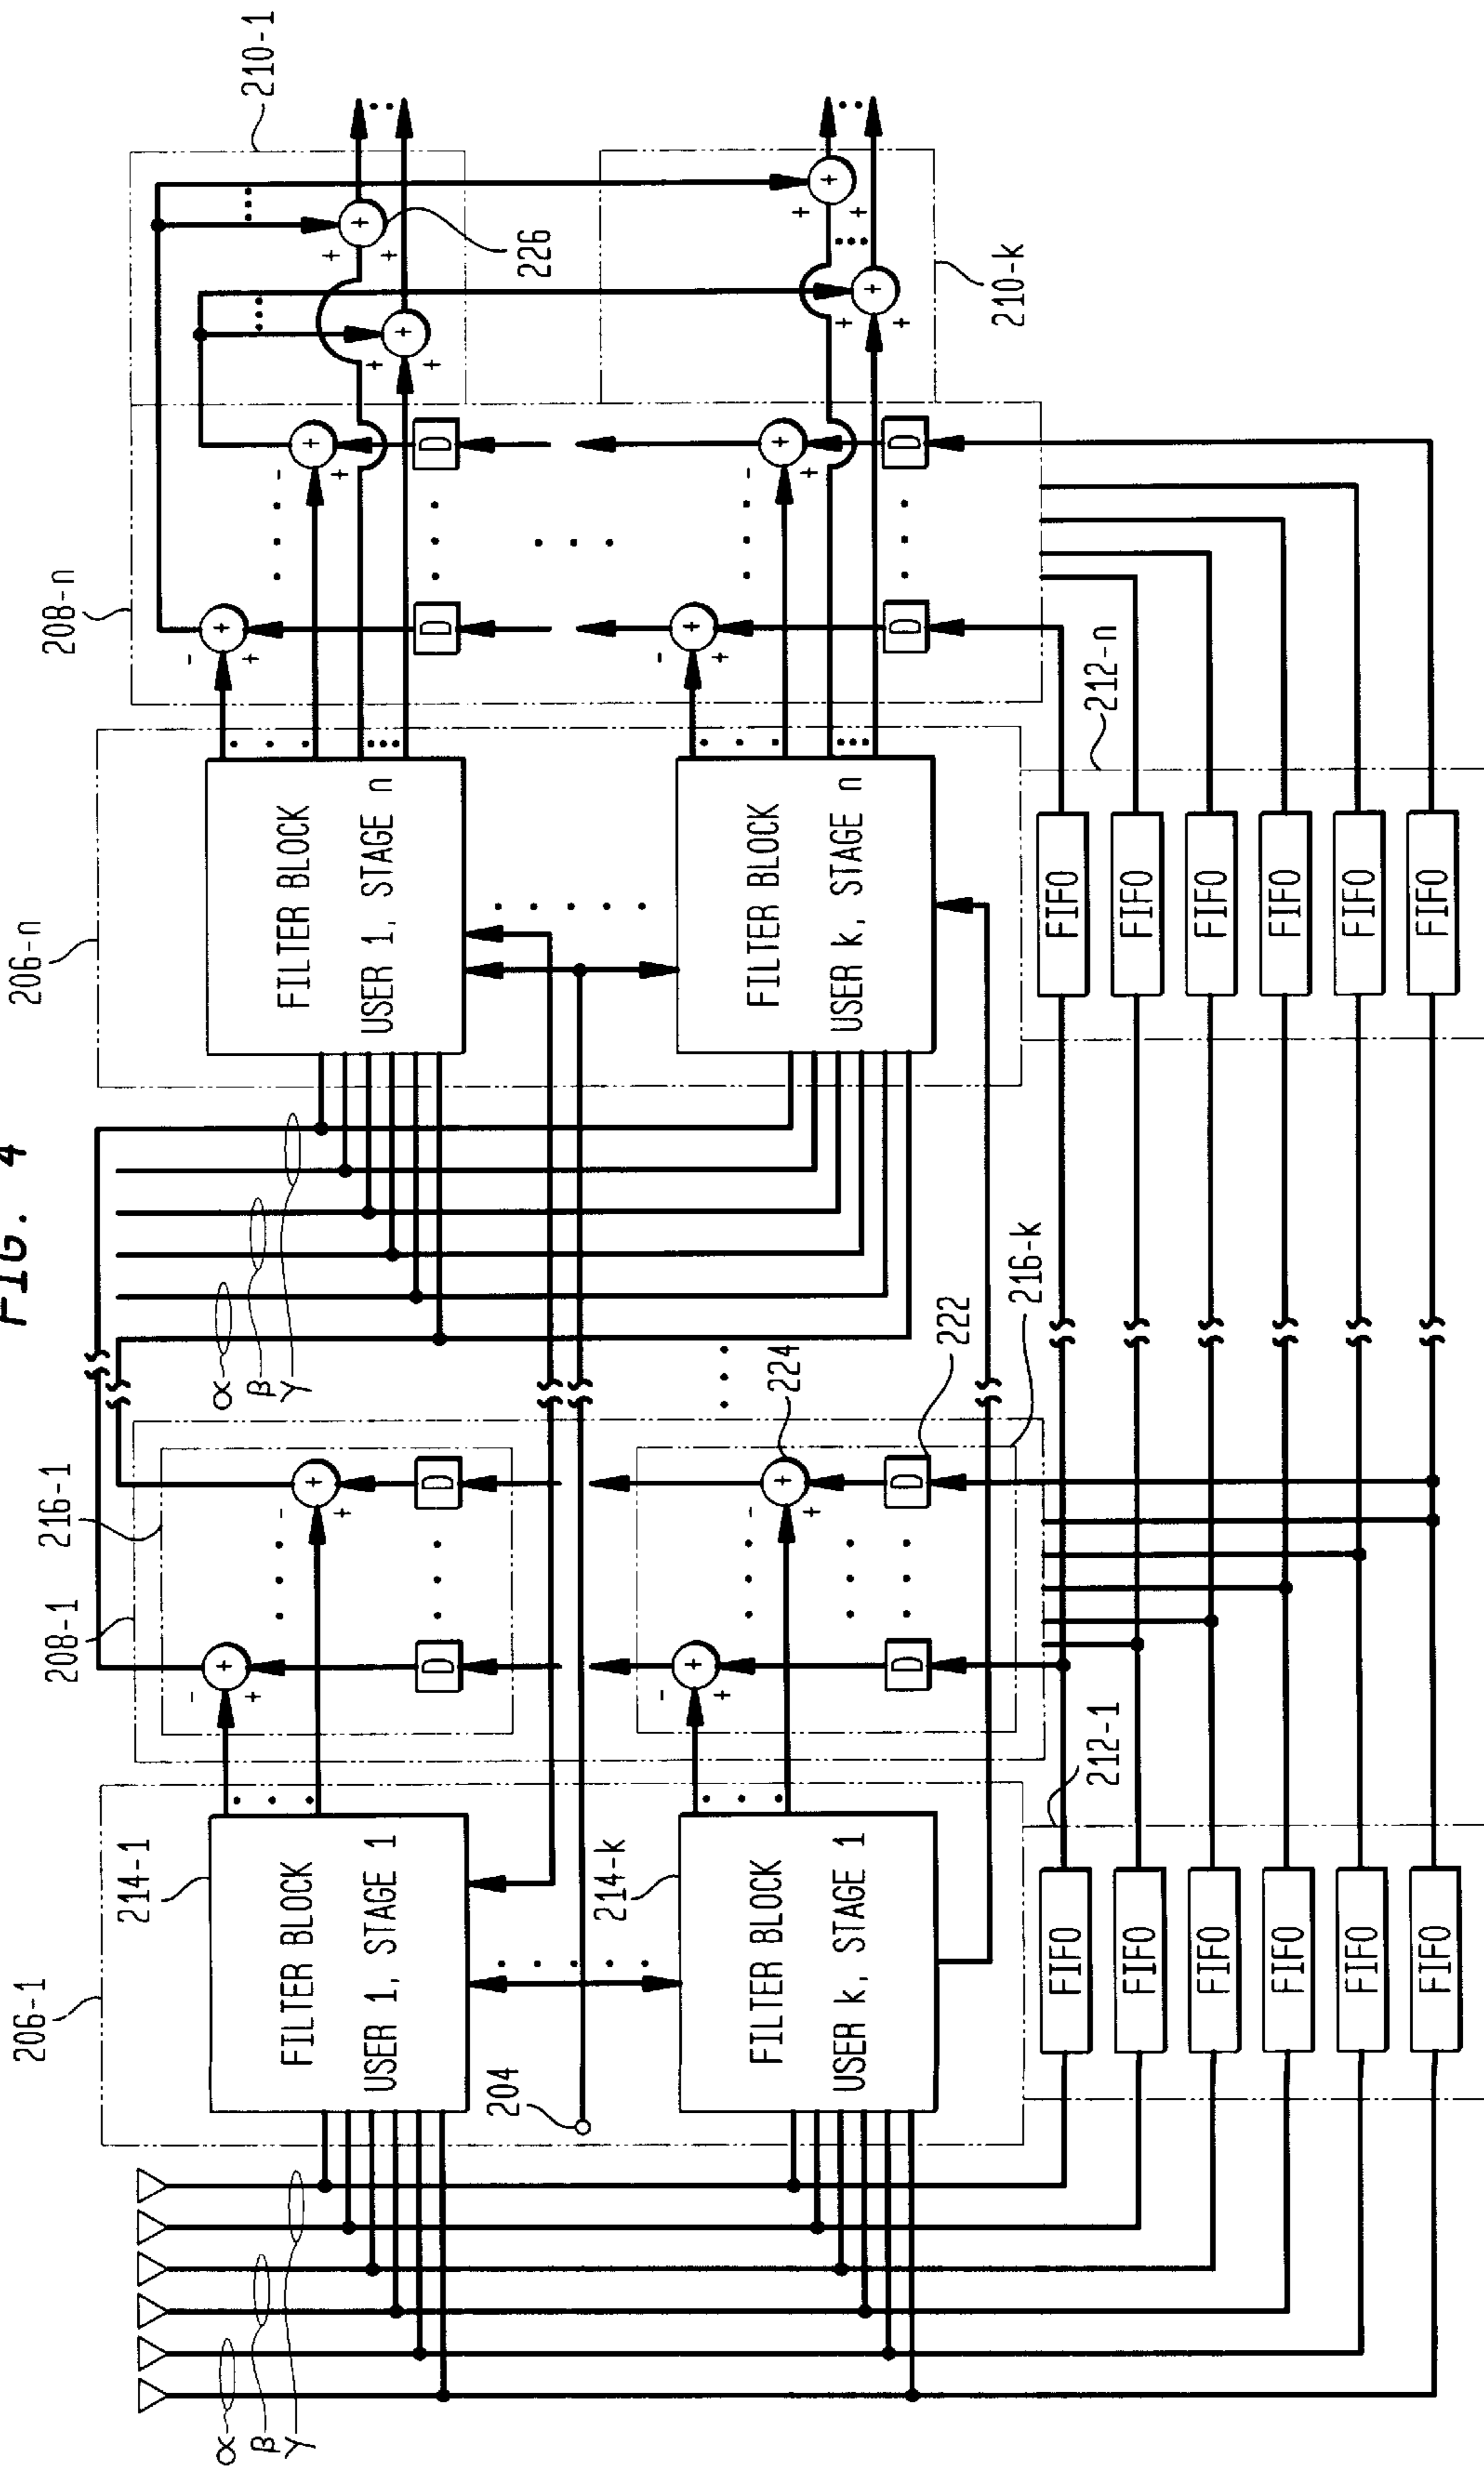 FIG. 4
206-1
214-1
208-1
216-1
206-n
208-n
210-1
α
β
γ
α
β
γ
FILTER BLOCK
USER 1, STAGE 1
- +
+
- +
+
D
D
FILTER BLOCK
USER 1, STAGE n
- +
+
- +
+
D
D
+
+ +
+
+ +
226
204
214-k
224
222
216-k
FILTER BLOCK
USER k, STAGE 1
- +
+
- +
+
D
D
FILTER BLOCK
USER k, STAGE n
- +
+
- +
+
D
D
+
+ +
+
+ +
210-k
212-1
212-n
FIFO
FIFO
FIFO
FIFO
FIFO
FIFO
FIFO
FIFO
FIFO
FIFO
FIFO
FIFO